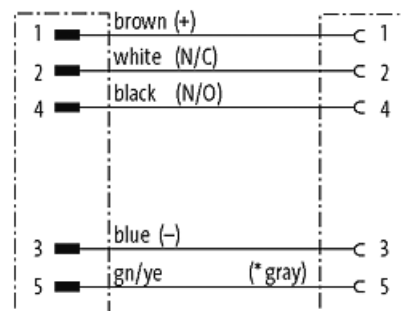 1 brown (+) 1
2 white (N/C) 2
4 black (N/O) 4
3 blue (–) 3
5 gn/ye (* gray) 5